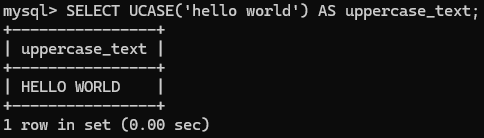 mysql> SELECT UCASE('hello world') AS uppercase_text;
+----------------+
| uppercase_text |
+----------------+
| HELLO WORLD    |
+----------------+
1 row in set (0.00 sec)